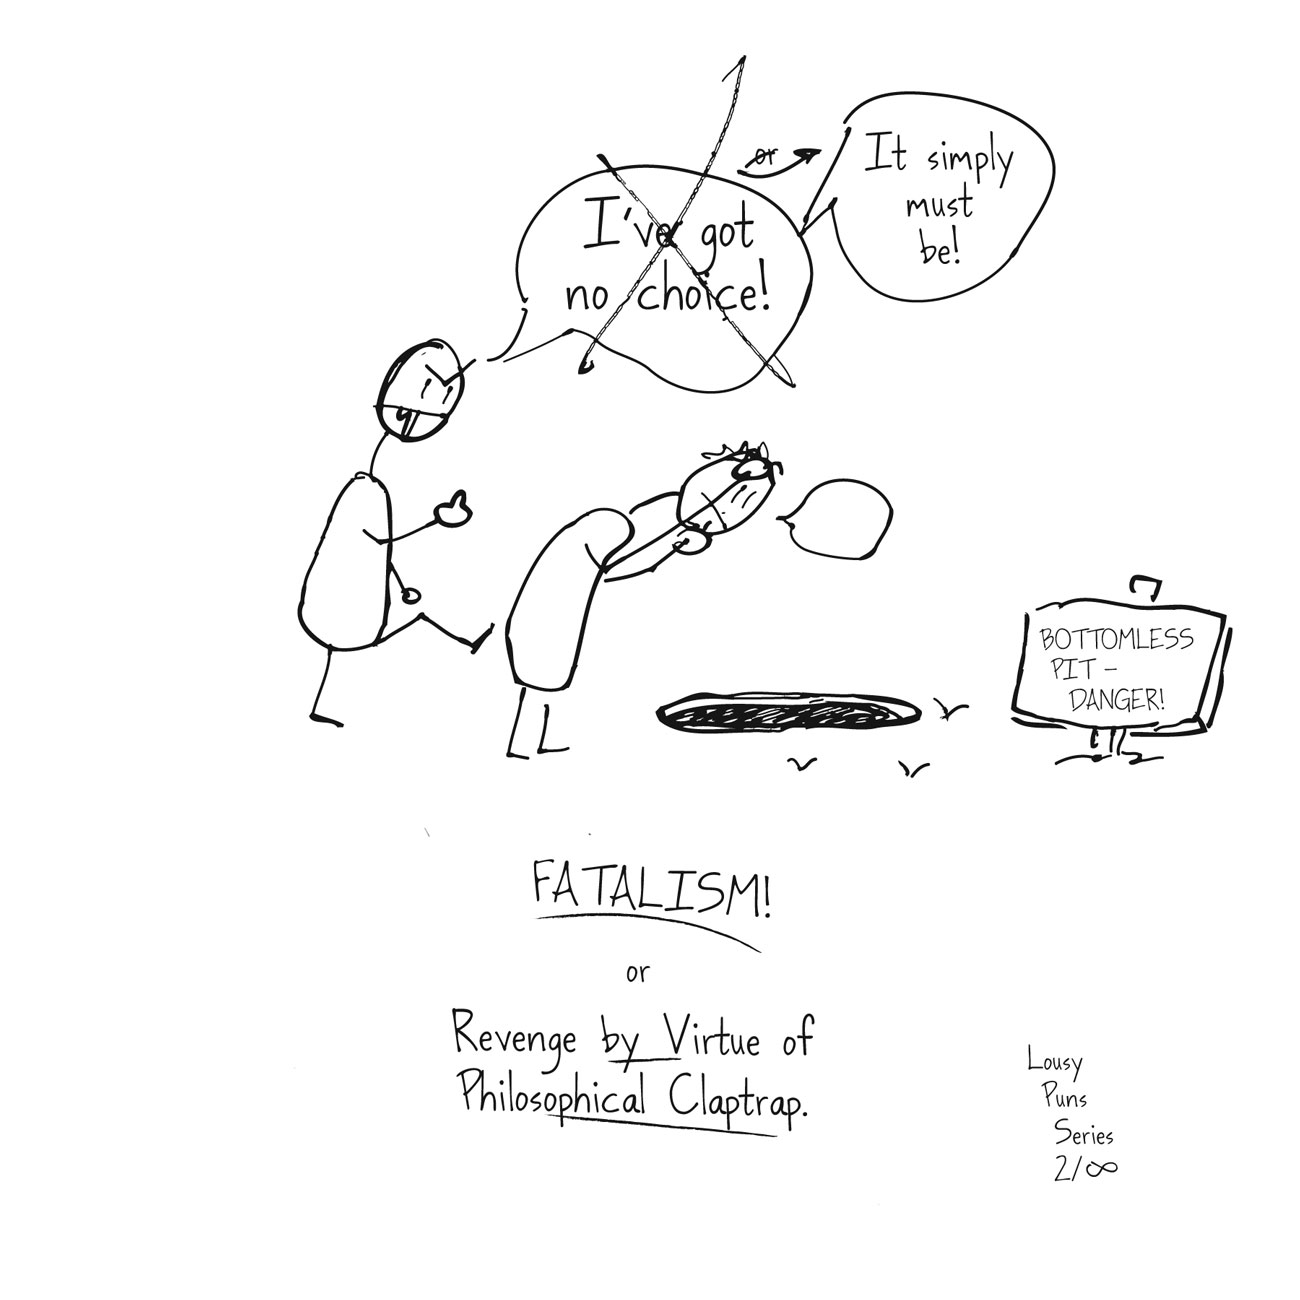 or
It simply
must
be!
I've got
no choice!
BOTTOMLESS
PIT -
DANGER!
FATALISM!
or
Revenge by Virtue of
Philosophical Claptrap.
Lousy
Puns
Series
2/∞